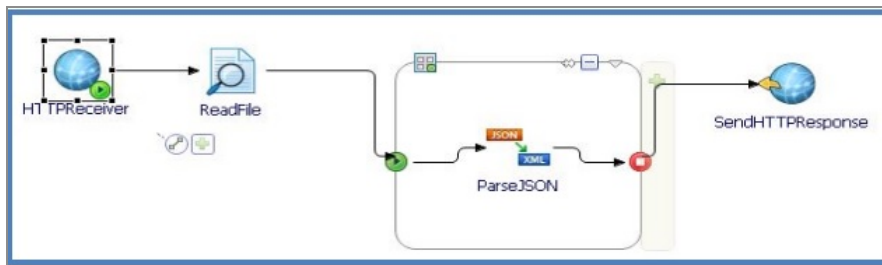 HTTPReceiver
ReadFile
JSON
XML
ParseJSON
SendHTTPResponse